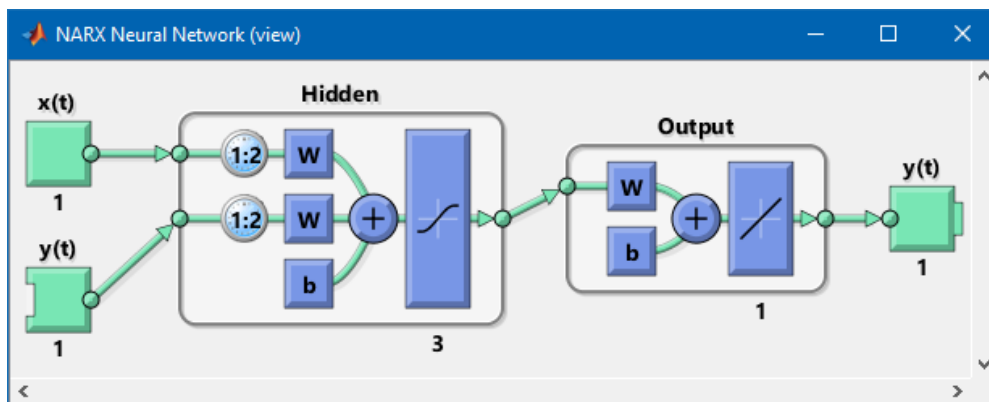 NARX Neural Network (view)
x(t)
1
y(t)
1
Hidden
1:2
W
1:2
W
b
3
Output
W
b
1
y(t)
1